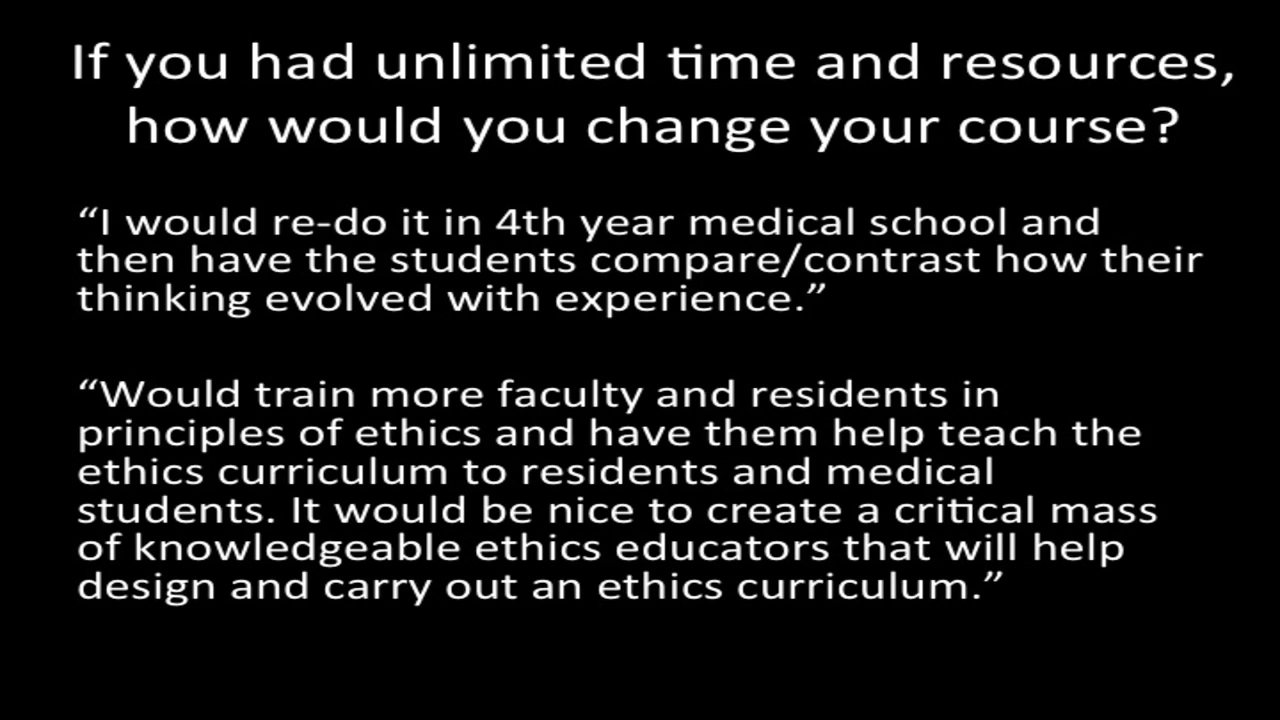 If you had unlimited time and resources,
how would you change your course?
“I would re-do it in 4th year medical school and
then have the students compare/contrast how their
thinking evolved with experience.”
“Would train more faculty and residents in
principles of ethics and have them help teach the
ethics curriculum to residents and medical
students. It would be nice to create a critical mass
of knowledgeable ethics educators that will help
design and carry out an ethics curriculum.”